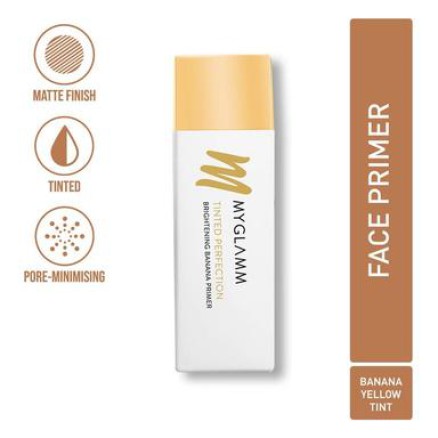 MATTE FINISH
TINTED
PORE-MINIMISING
MYGLAMM
TINTED PERFECTION
BRIGHTENING BANANA PRIMER
FACE PRIMER
BANANA
YELLOW
TINT